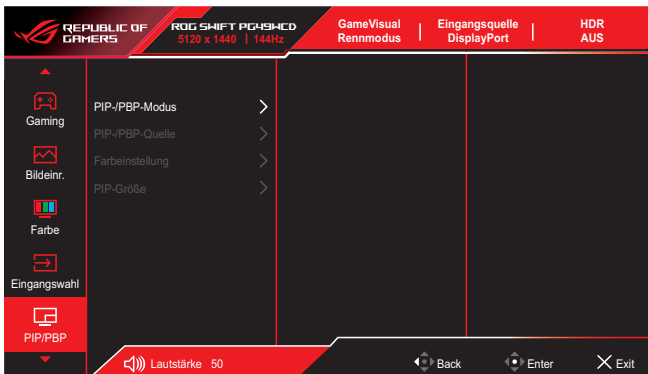 REPUBLIC OF
GAMERS
ROG SWIFT PG49WCD
5120 x 1440 | 144Hz
GameVisual
Rennmodus
Eingangsquelle
DisplayPort
HDR
AUS
Gaming
Bildeinr.
Farbe
Eingangswahl
PIP/PBP
PIP-/PBP-Modus
PIP-/PBP-Quelle
Farbeinstellung
PIP-Größe
Lautstärke 50
Back
Enter
Exit